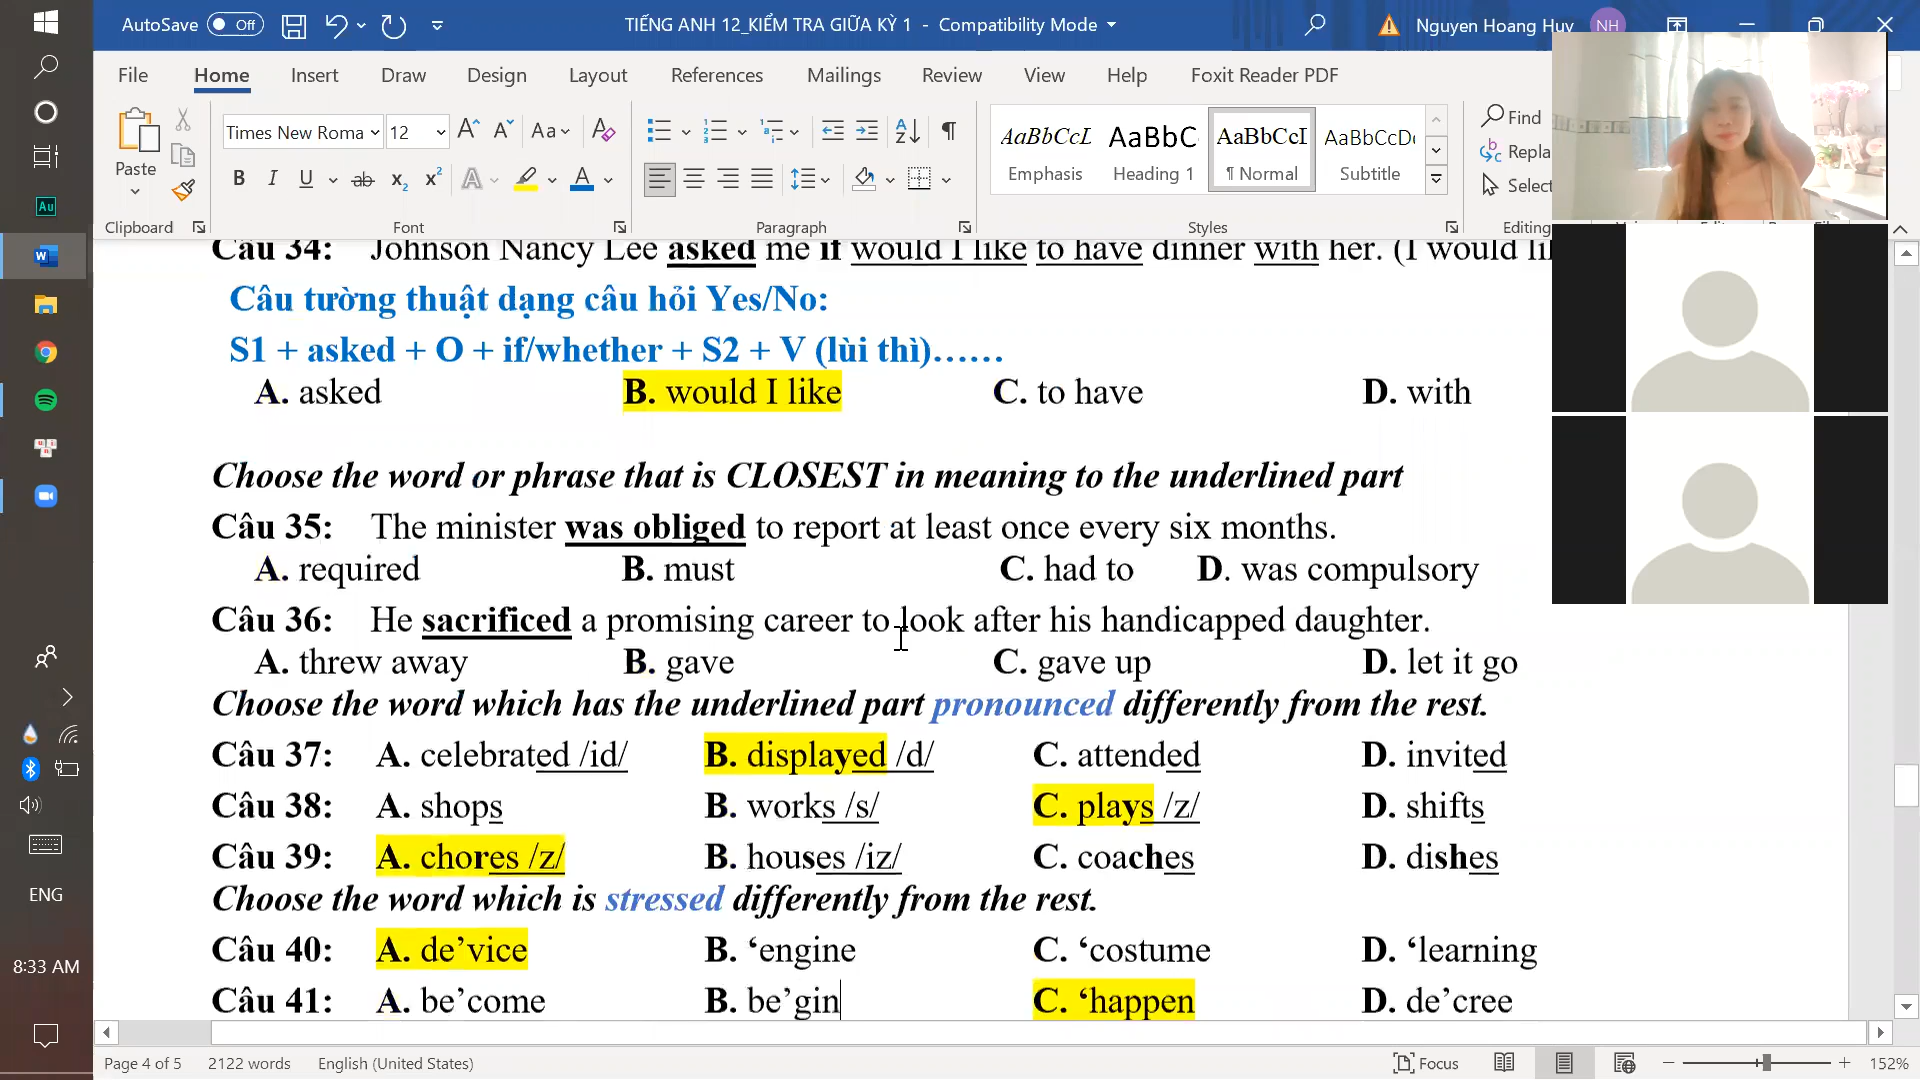 AutoSave Off TIẾNG ANH 12_KIỂM TRA GIỮA KỲ 1 - Compatibility Mode Nguyen Hoang Huy NH
File Home Insert Draw Design Layout References Mailings Review View Help Foxit Reader PDF
Paste
Times New Roma 12
Aa
B I U ab x₂ x² A A
AaBbCcL AaBbC AaBbCcI AaBbCcD
Emphasis Heading 1 ¶ Normal Subtitle
Find
Repla
Select
Clipboard Font Paragraph Styles Editing
Câu 34: Johnson Nancy Lee asked me if would I like to have dinner with her. (I would li
Câu tường thuật dạng câu hỏi Yes/No:
S1 + asked + O + if/whether + S2 + V (lùi thì)……
A. asked B. would I like C. to have D. with
Choose the word or phrase that is CLOSEST in meaning to the underlined part
Câu 35: The minister was obliged to report at least once every six months.
A. required B. must C. had to D. was compulsory
Câu 36: He sacrificed a promising career to look after his handicapped daughter.
A. threw away B. gave C. gave up D. let it go
Choose the word which has the underlined part pronounced differently from the rest.
Câu 37: A. celebrated /id/ B. displayed /d/ C. attended D. invited
Câu 38: A. shops B. works /s/ C. plays /z/ D. shifts
Câu 39: A. chores /z/ B. houses /iz/ C. coaches D. dishes
Choose the word which is stressed differently from the rest.
Câu 40: A. de’vice B. ‘engine C. ‘costume D. ‘learning
Câu 41: A. be’come B. be’gin C. ‘happen D. de’cree
Au
ENG
8:33 AM
Page 4 of 5 2122 words English (United States) Focus 152%